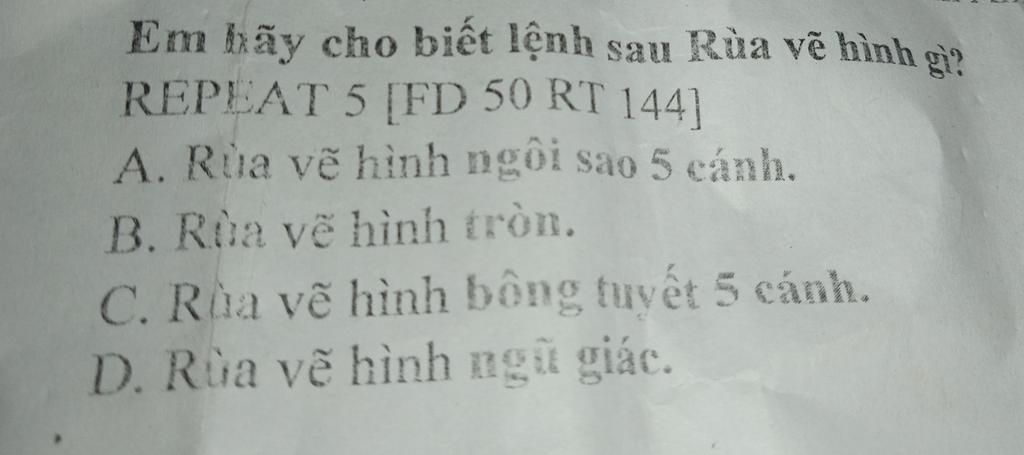 Em hãy cho biết lệnh sau Rùa vẽ hình gì?
REPEAT 5 [FD 50 RT 144]
A. Rùa vẽ hình ngôi sao 5 cánh.
B. Rùa vẽ hình tròn.
C. Rùa vẽ hình bông tuyết 5 cánh.
D. Rùa vẽ hình ngũ giác.